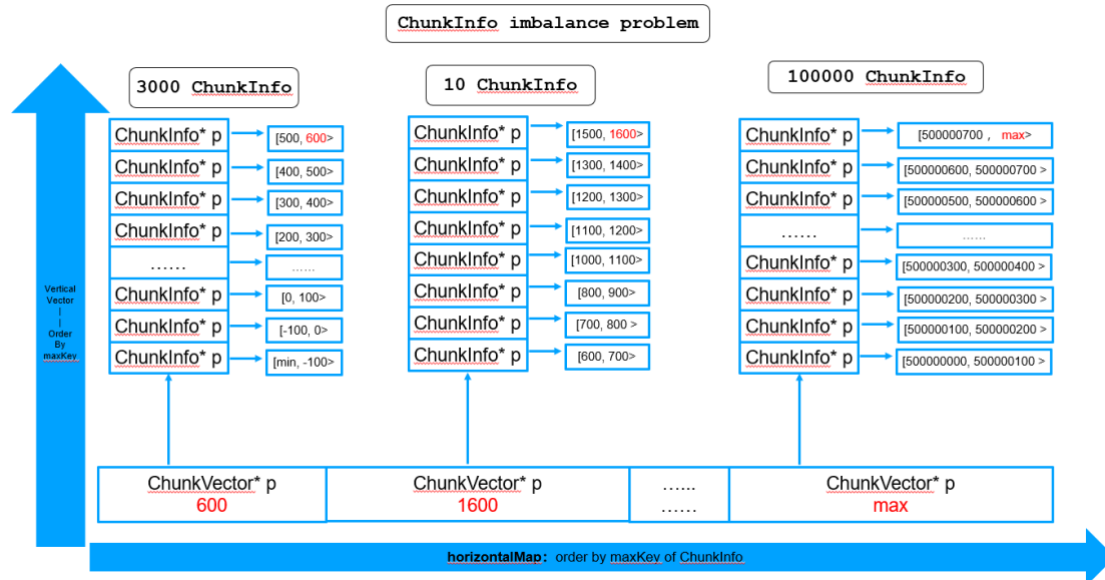 ChunkInfo imbalance problem
3000 ChunkInfo
10 ChunkInfo
100000 ChunkInfo
Vertical
Vector
|
|
Order
By
maxKey
ChunkInfo* p
[500, 600>
ChunkInfo* p
[400, 500>
ChunkInfo* p
[300, 400>
ChunkInfo* p
[200, 300>
......
......
ChunkInfo* p
[0, 100>
ChunkInfo* p
[-100, 0>
ChunkInfo* p
[min, -100>
ChunkInfo* p
[1500, 1600>
ChunkInfo* p
[1300, 1400>
ChunkInfo* p
[1200, 1300>
ChunkInfo* p
[1100, 1200>
ChunkInfo* p
[1000, 1100>
ChunkInfo* p
[800, 900>
ChunkInfo* p
[700, 800 >
ChunkInfo* p
[600, 700>
ChunkInfo* p
[500000700 , max>
ChunkInfo* p
[500000600, 500000700 >
ChunkInfo* p
[500000500, 500000600 >
......
......
ChunkInfo* p
[500000300, 500000400 >
ChunkInfo* p
[500000200, 500000300 >
ChunkInfo* p
[500000100, 500000200 >
ChunkInfo* p
[500000000, 500000100 >
ChunkVector* p
600
ChunkVector* p
1600
......
......
ChunkVector* p
max
horizontalMap：order by maxKey of ChunkInfo